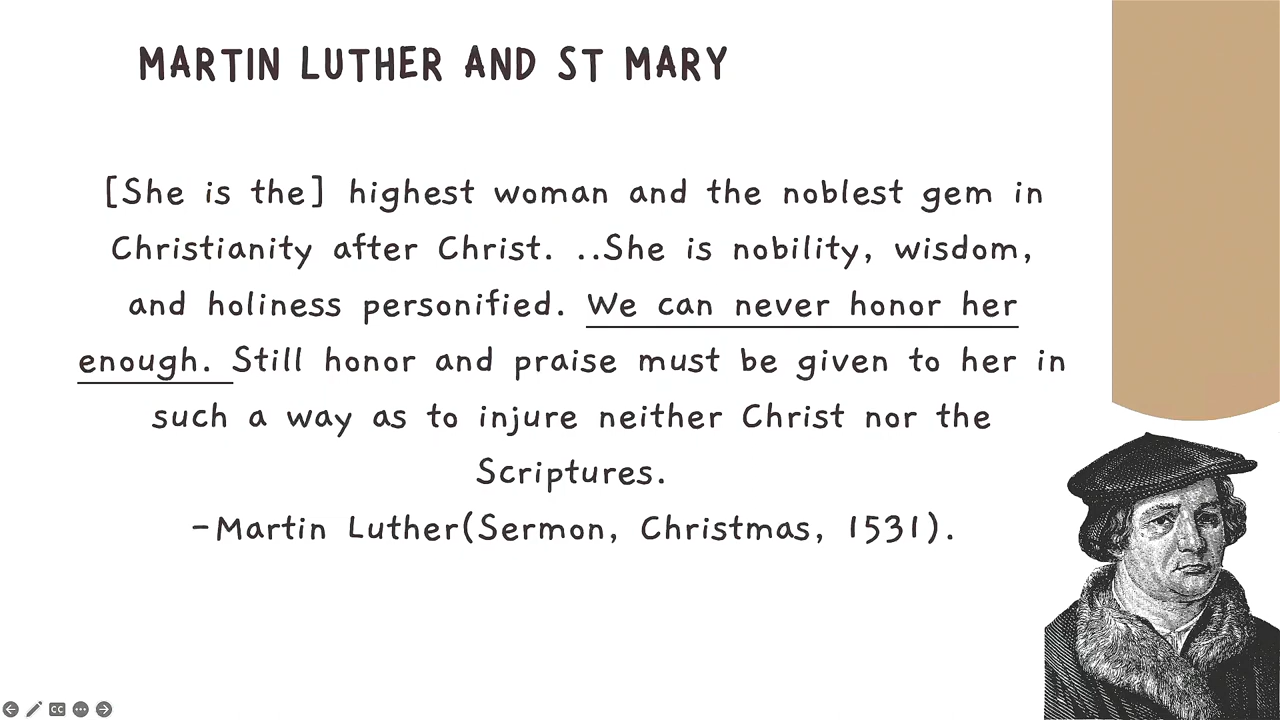 MARTIN LUTHER AND ST MARY
[She is the] highest woman and the noblest gem in
Christianity after Christ. ..She is nobility, wisdom,
and holiness personified. We can never honor her
enough. Still honor and praise must be given to her in
such a way as to injure neither Christ nor the
Scriptures.
-Martin Luther(Sermon, Christmas, 1531).
CC